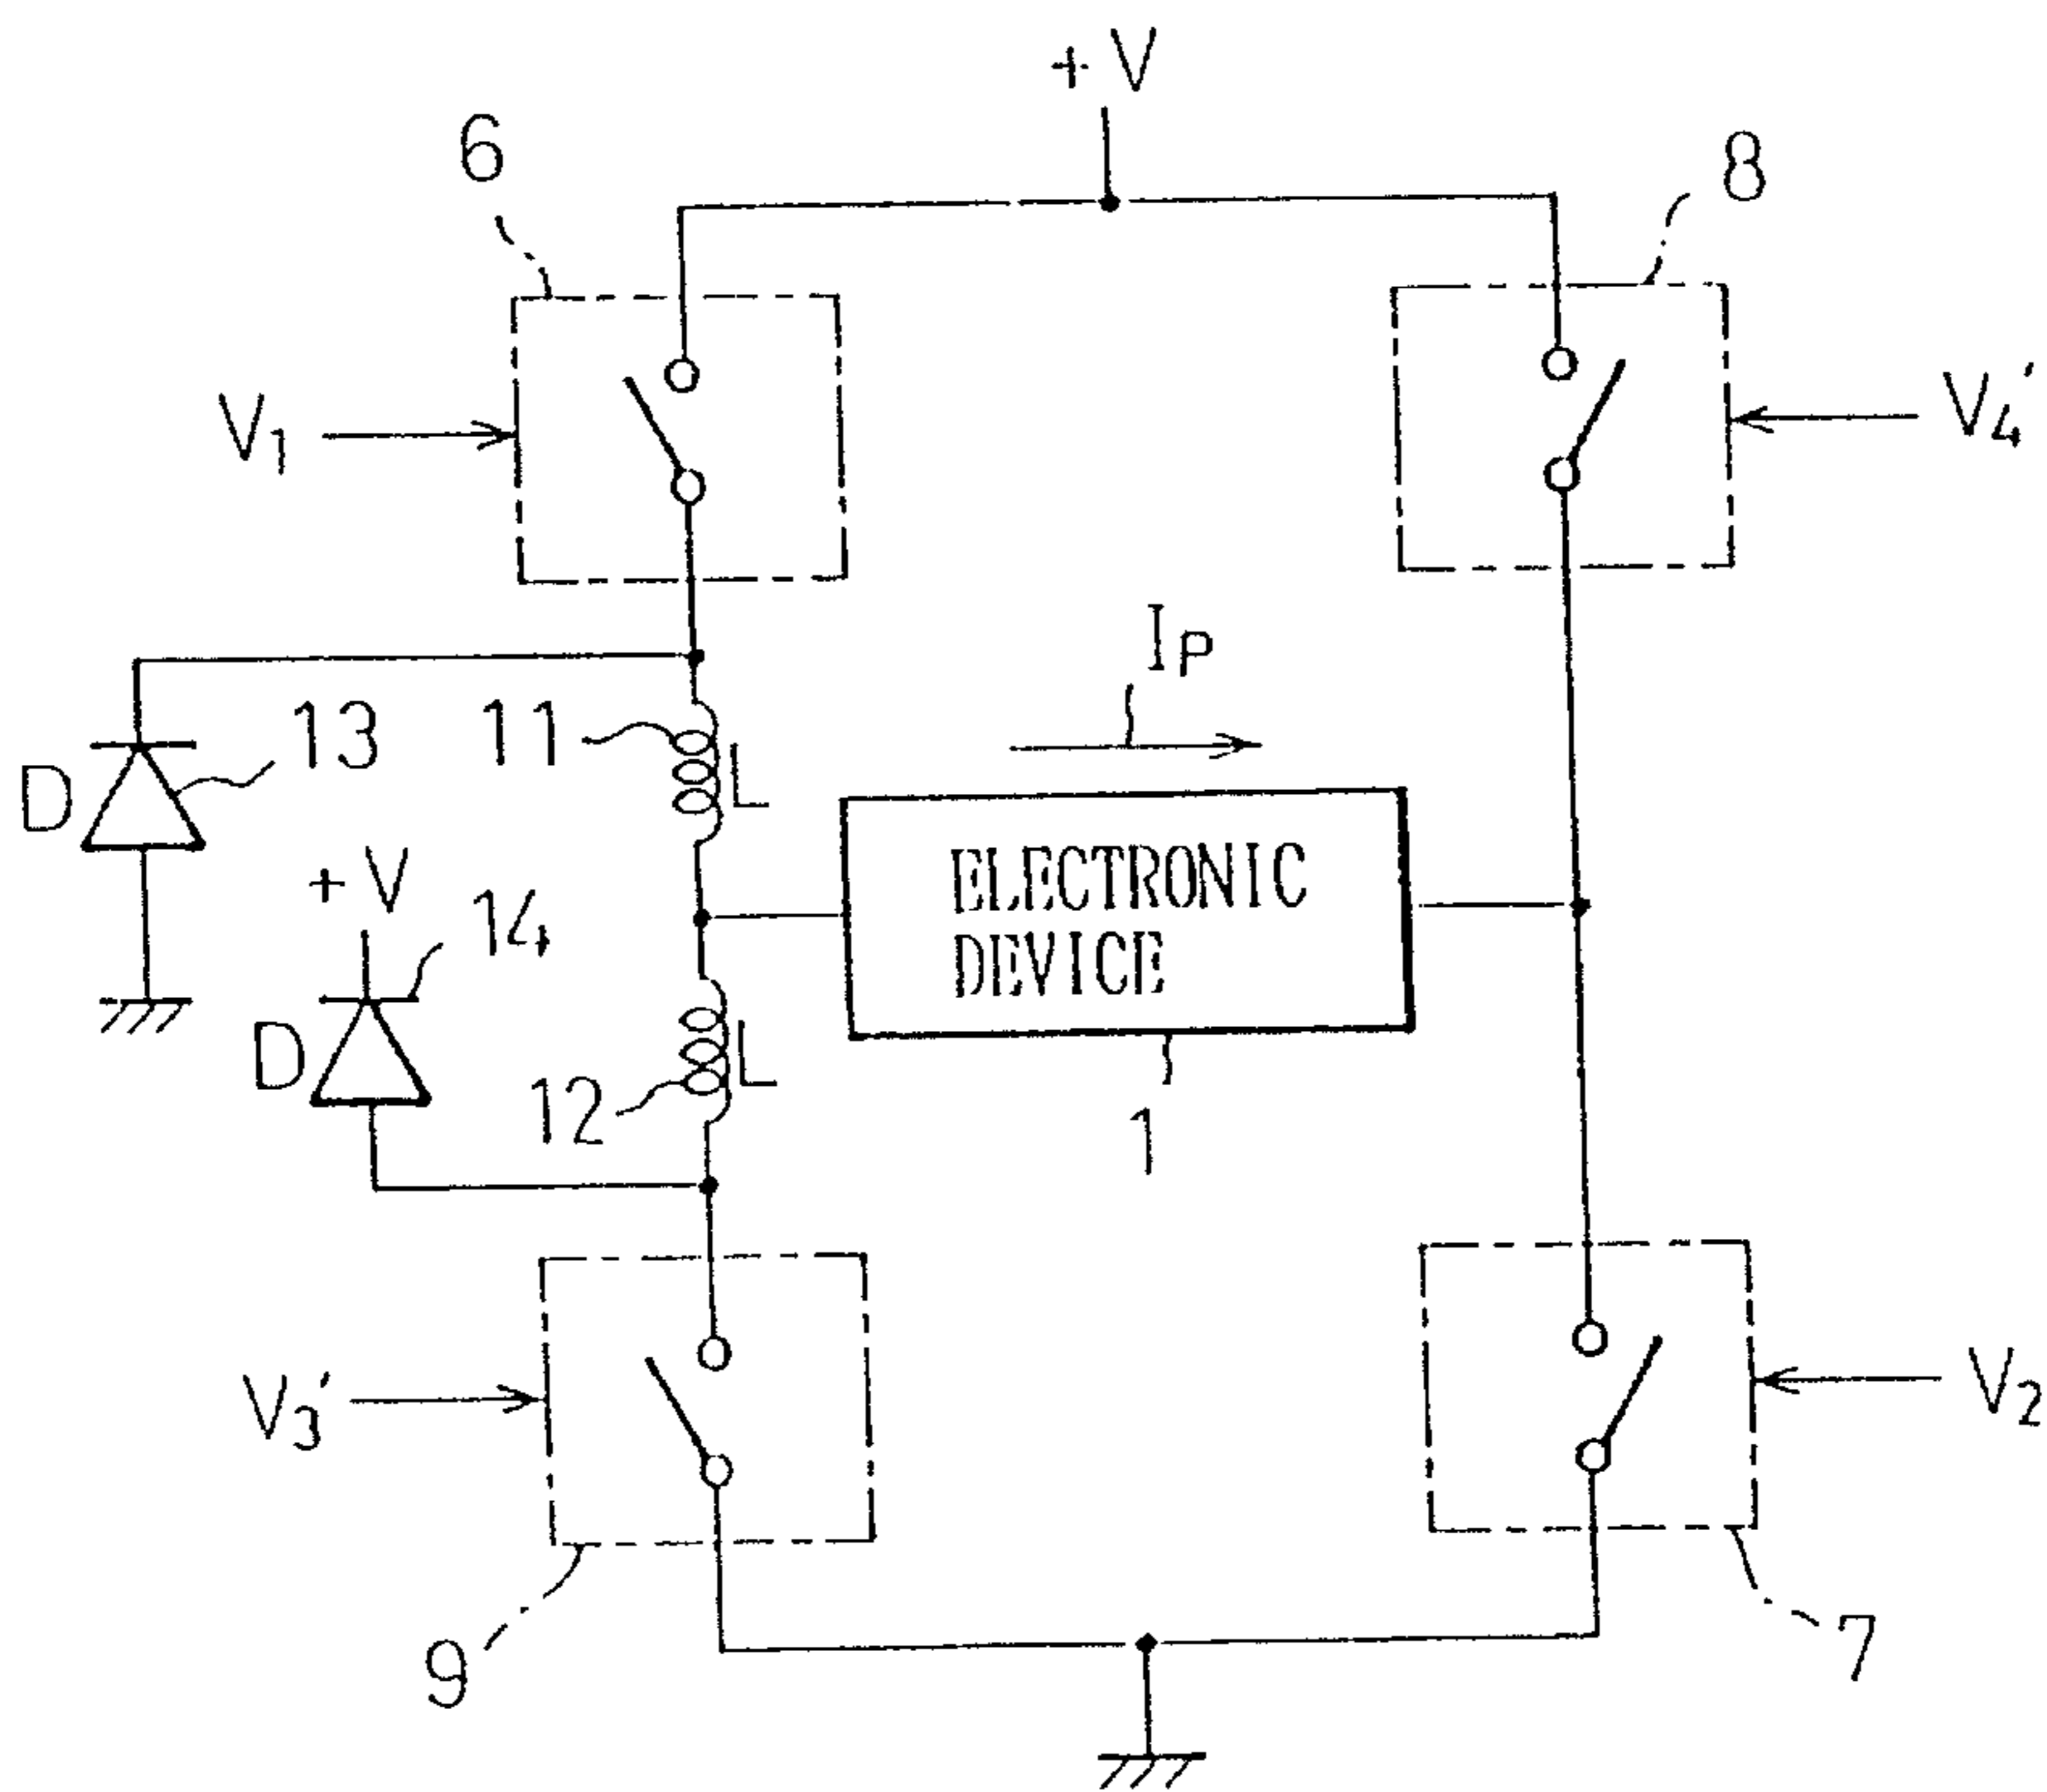 +V
6
8
V1
V4'
IP
13
11
L
D
+V
14
ELECTRONIC
DEVICE
D
12
L
1
V3'
V2
9
7